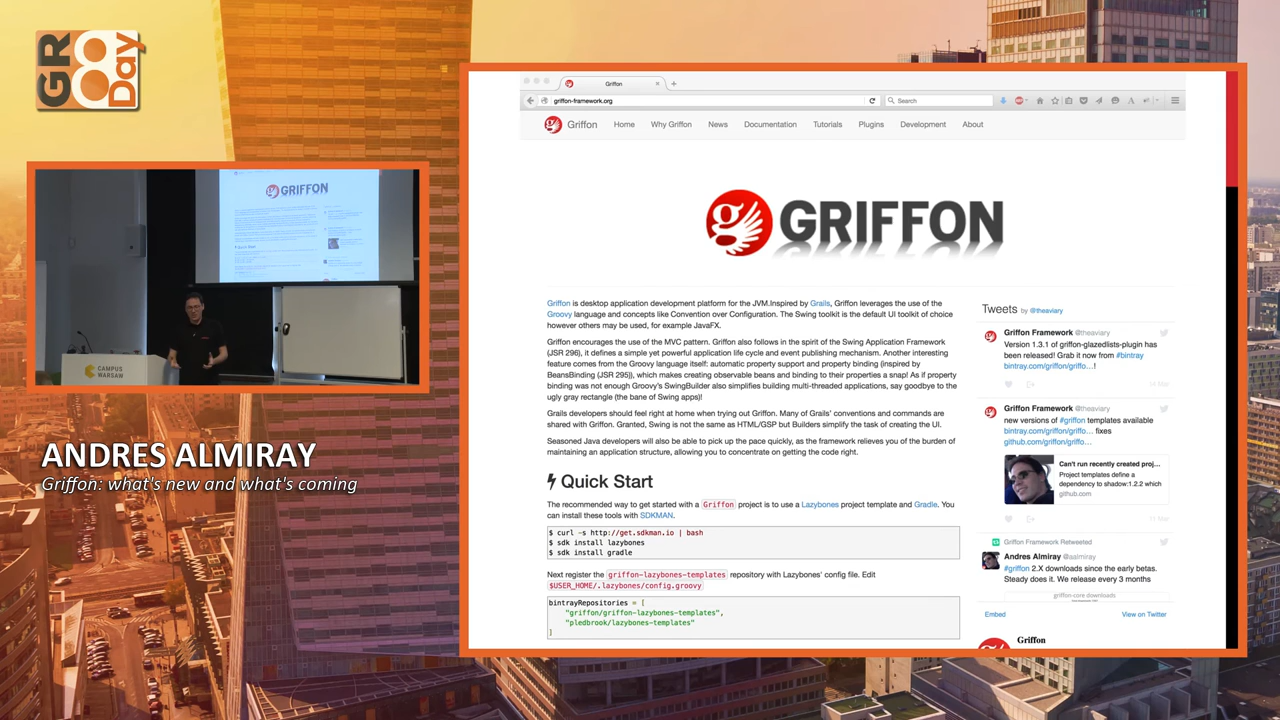 GR8
Day
GRIFFON
CAMPUS
WARSAW
ANDRES ALMIRAY
Griffon: what's new and what's coming
Griffon
griffon-framework.org
Search
Griffon
Home
Why Griffon
News
Documentation
Tutorials
Plugins
Development
About
GRIFFON
Griffon is desktop application development platform for the JVM.Inspired by Grails, Griffon leverages the use of the
Groovy language and concepts like Convention over Configuration. The Swing toolkit is the default UI toolkit of choice
however others may be used, for example JavaFX.
Griffon encourages the use of the MVC pattern. Griffon also follows in the spirit of the Swing Application Framework
(JSR 296), it defines a simple yet powerful application life cycle and event publishing mechanism. Another interesting
feature comes from the Groovy language itself: automatic property support and property binding (inspired by
BeansBinding (JSR 295)), which makes creating observable beans and binding to their properties a snap! As if property
binding was not enough Groovy's SwingBuilder also simplifies building multi-threaded applications, say goodbye to the
ugly gray rectangle (the bane of Swing apps)!
Grails developers should feel right at home when trying out Griffon. Many of Grails' conventions and commands are
shared with Griffon. Granted, Swing is not the same as HTML/GSP but Builders simplify the task of creating the UI.
Seasoned Java developers will also be able to pick up the pace quickly, as the framework relieves you of the burden of
maintaining an application structure, allowing you to concentrate on getting the code right.
Quick Start
The recommended way to get started with a Griffon project is to use a Lazybones project template and Gradle. You
can install these tools with SDKMAN.
$ curl -s http://get.sdkman.io | bash
$ sdk install lazybones
$ sdk install gradle
Next register the griffon-lazybones-templates repository with Lazybones' config file. Edit
$USER_HOME/.lazybones/config.groovy
bintrayRepositories = [
"griffon/griffon-lazybones-templates",
"pledbrook/lazybones-templates"
]
Tweets by @theaviary
Griffon Framework @theaviary
Version 1.3.1 of griffon-glazedlists-plugin has
been released! Grab it now from #bintray
bintray.com/griffon/griffo…!
14 Mar
Griffon Framework @theaviary
new versions of #griffon templates available
bintray.com/griffon/griffo… fixes
github.com/griffon/griffo…
Can't run recently created proj...
Project templates define a
dependency to shadow:1.2.2 which
github.com
11 Mar
Griffon Framework Retweeted
Andres Almiray @aalmiray
#griffon 2.X downloads since the early betas.
Steady does it. We release every 3 months
griffon-core downloads
Embed
View on Twitter
Griffon